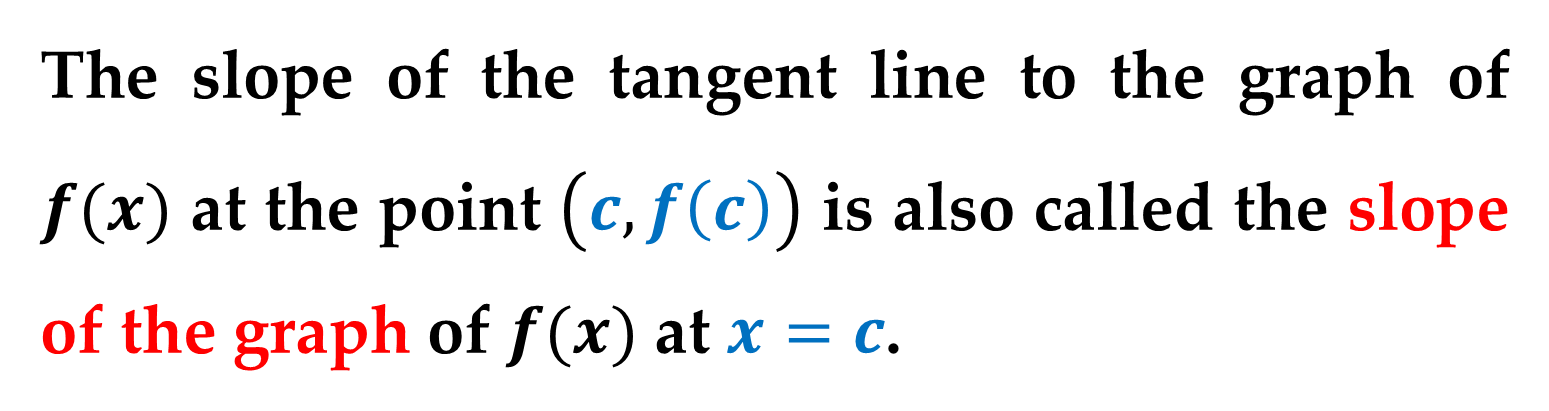 The slope of the tangent line to the graph of
f(x) at the point (c, f(c)) is also called the slope
of the graph of f(x) at x = c.